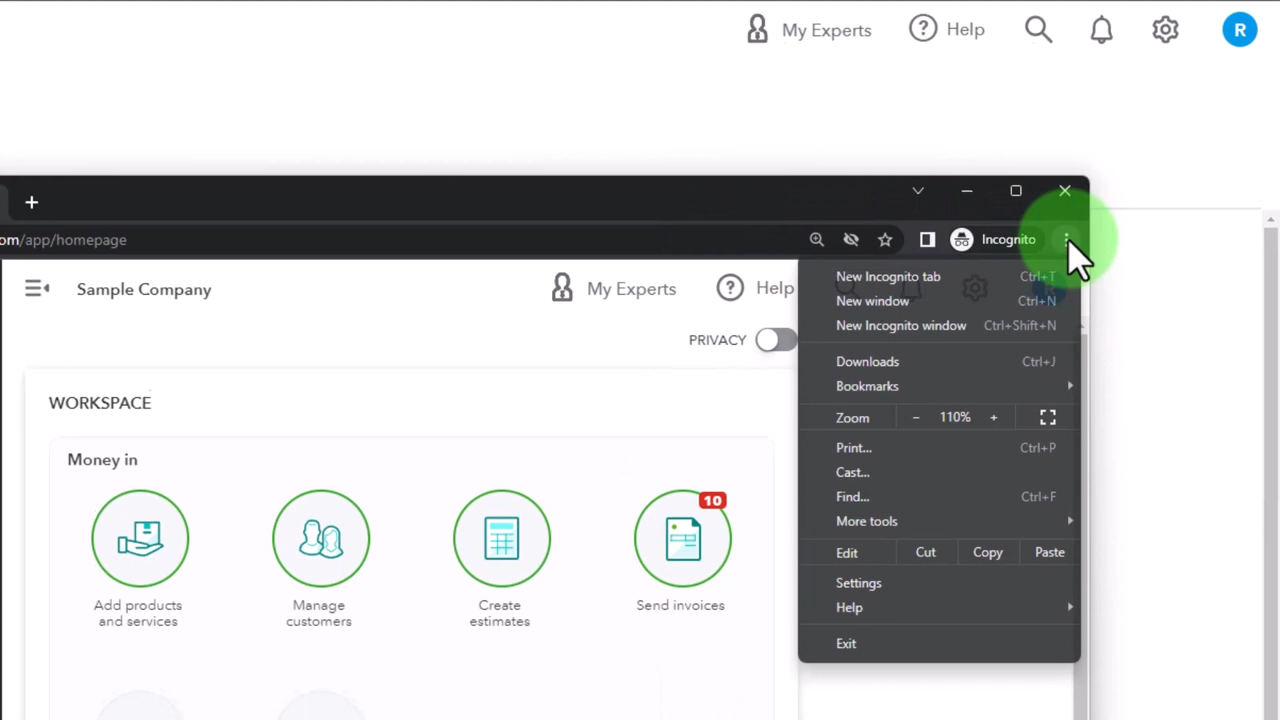 My Experts
Help
R
om/app/homepage
Incognito
Sample Company
My Experts
Help
PRIVACY
WORKSPACE
Money in
10
Add products
and services
Manage
customers
Create
estimates
Send invoices
New Incognito tab Ctrl+T
New window Ctrl+N
New Incognito window Ctrl+Shift+N
Downloads Ctrl+J
Bookmarks
Zoom - 110% +
Print... Ctrl+P
Cast...
Find... Ctrl+F
More tools
Edit Cut Copy Paste
Settings
Help
Exit